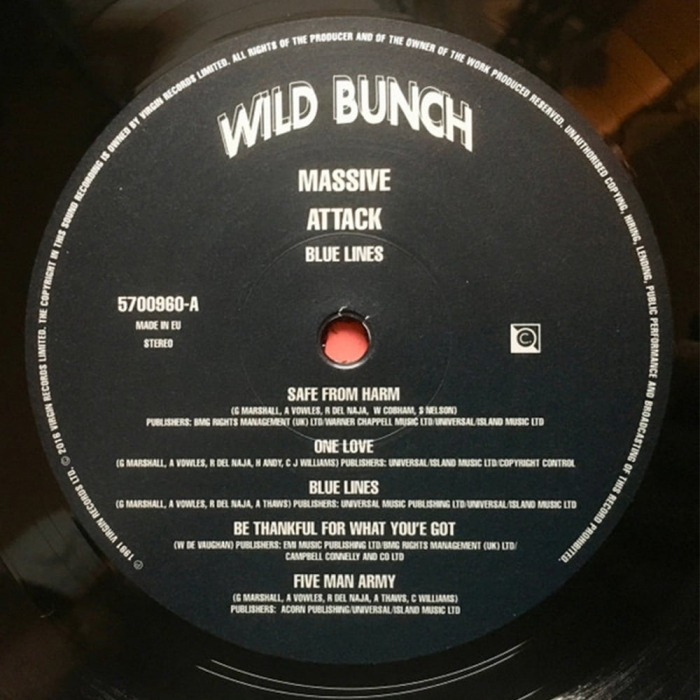 WILD BUNCH
MASSIVE
ATTACK
BLUE LINES
5700960-A
MADE IN EU
STEREO
C
SAFE FROM HARM
(G MARSHALL, A VOWLES, R DEL NAJA, W COBHAM, S NELSON)
PUBLISHERS: BMG RIGHTS MANAGEMENT (UK) LTD/WARNER CHAPPELL MUSIC LTD/UNIVERSAL/ISLAND MUSIC LTD
ONE LOVE
(G MARSHALL, A VOWLES, R DEL NAJA, H ANDY, C J WILLIAMS) PUBLISHERS: UNIVERSAL/ISLAND MUSIC LTD/COPYRIGHT CONTROL
BLUE LINES
(G MARSHALL, A VOWLES, R DEL NAJA, A THAWS) PUBLISHERS: UNIVERSAL MUSIC PUBLISHING LTD/UNIVERSAL/ISLAND MUSIC LTD
BE THANKFUL FOR WHAT YOU'E GOT
(W DE VAUGHAN) PUBLISHERS: EMI MUSIC PUBLISHING LTD/BMG RIGHTS MANAGEMENT (UK) LTD/
CAMPBELL CONNELLY AND CO LTD
FIVE MAN ARMY
(G MARSHALL, A VOWLES, R DEL NAJA, A THAWS, C WILLIAMS)
PUBLISHERS: ACORN PUBLISHING/UNIVERSAL/ISLAND MUSIC LTD
℗ 1991 VIRGIN RECORDS LTD. © 2016 VIRGIN RECORDS LIMITED. THE COPYRIGHT IN THIS SOUND RECORDING IS OWNED BY VIRGIN RECORDS LIMITED. ALL RIGHTS OF THE PRODUCER AND OF THE OWNER OF THE WORK PRODUCED RESERVED. UNAUTHORISED COPYING, HIRING, LENDING, PUBLIC PERFORMANCE AND BROADCASTING OF THIS RECORD PROHIBITED.